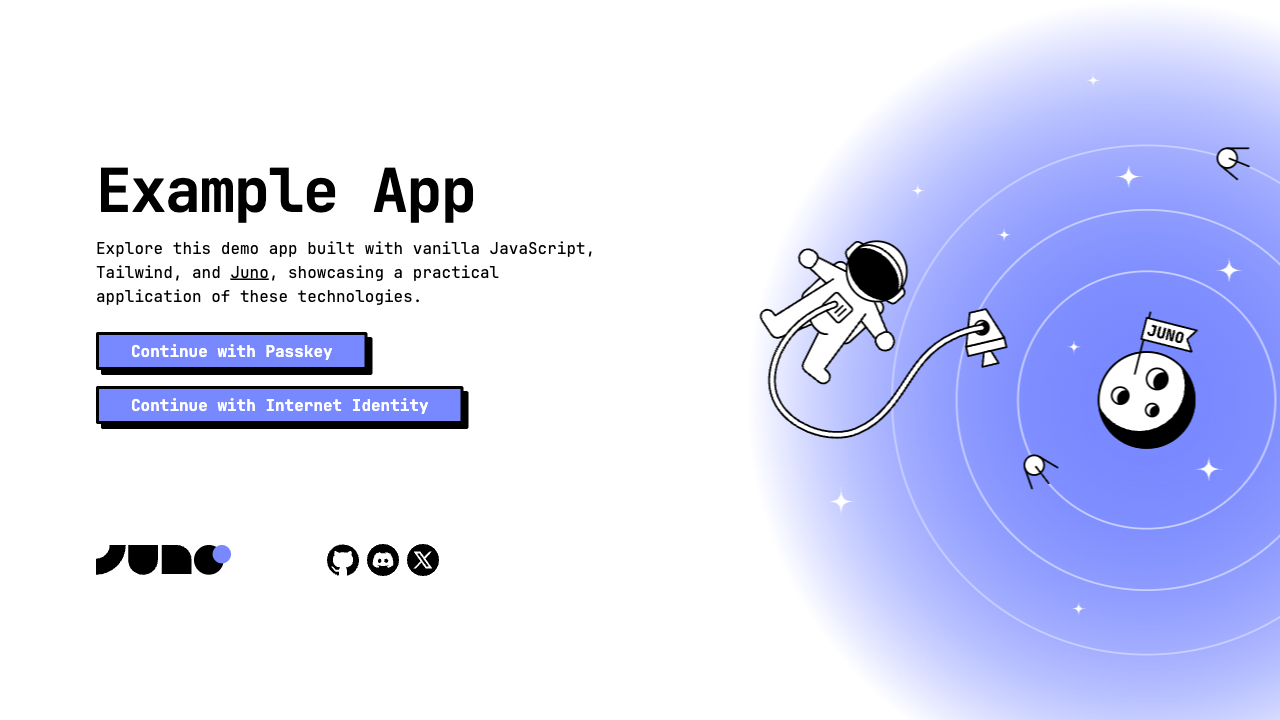 Example App
Explore this demo app built with vanilla JavaScript,
Tailwind, and Juno, showcasing a practical
application of these technologies.
Continue with Passkey
Continue with Internet Identity
JUNO
JUNO